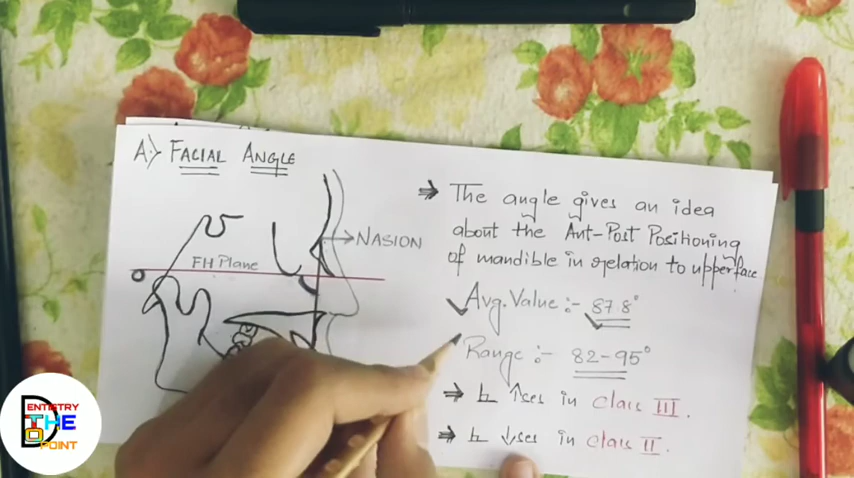 A:) FACIAL ANGLE
NASION
FH Plane
⇒ The angle gives an idea
about the Ant-Post Positioning
of mandible in relation to upperface
Avg. Value :- 87.8°
Range :- 82-95°
⇒ L ↑ses in Class III.
⇒ L ↓ses in Class II.
DENTISTRY
THE
POINT